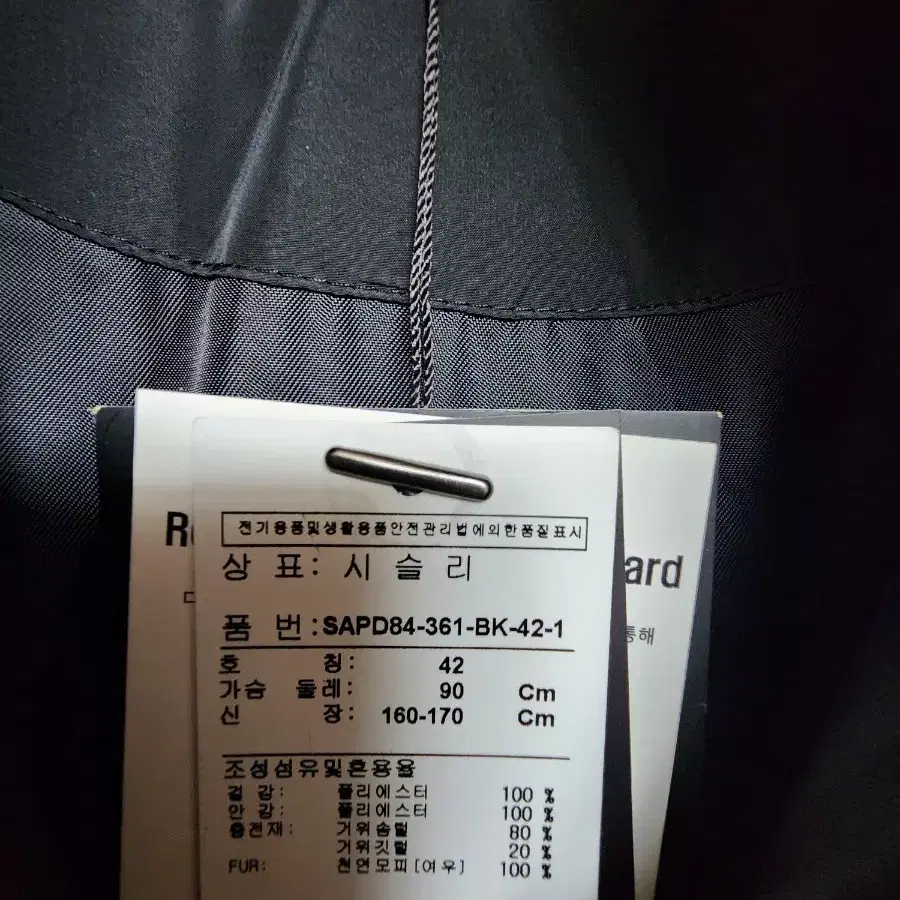 전기용품및생활용품안전관리법에의한품질표시
상 표: 시 슬 리
품 번:SAPD84-361-BK-42-1
호 칭: 42
가슴 둘레: 90 Cm
신 장: 160-170 Cm
조성섬유및혼용율
겉 감: 폴리에스터 100 %
안 감: 폴리에스터 100 %
충전재: 거위솜털 80 %
거위깃털 20 %
FUR: 천연모피[여우] 100 %
ard
통해